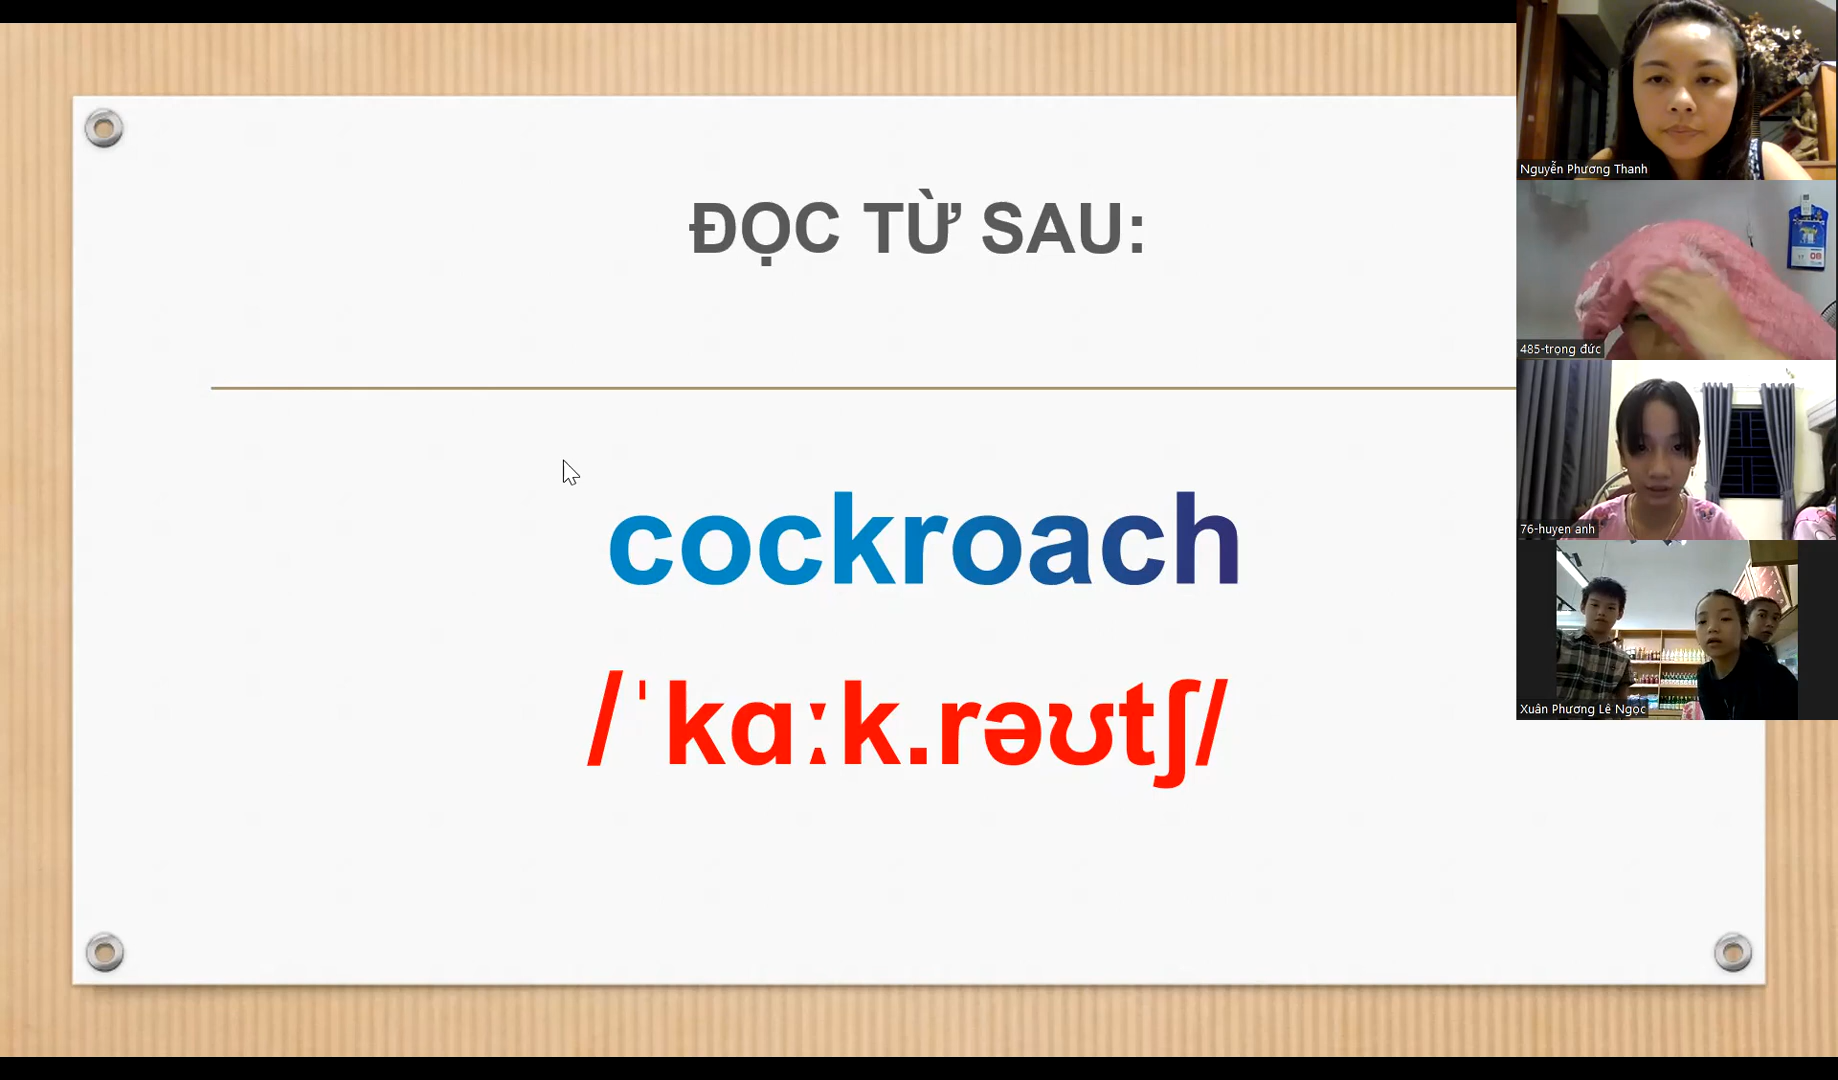 ĐỌC TỪ SAU:
cockroach
/ˈkɑːk.rəʊtʃ/
Nguyễn Phương Thanh
485-trọng đức
76-huyen anh
Xuân Phương Lê Ngọc